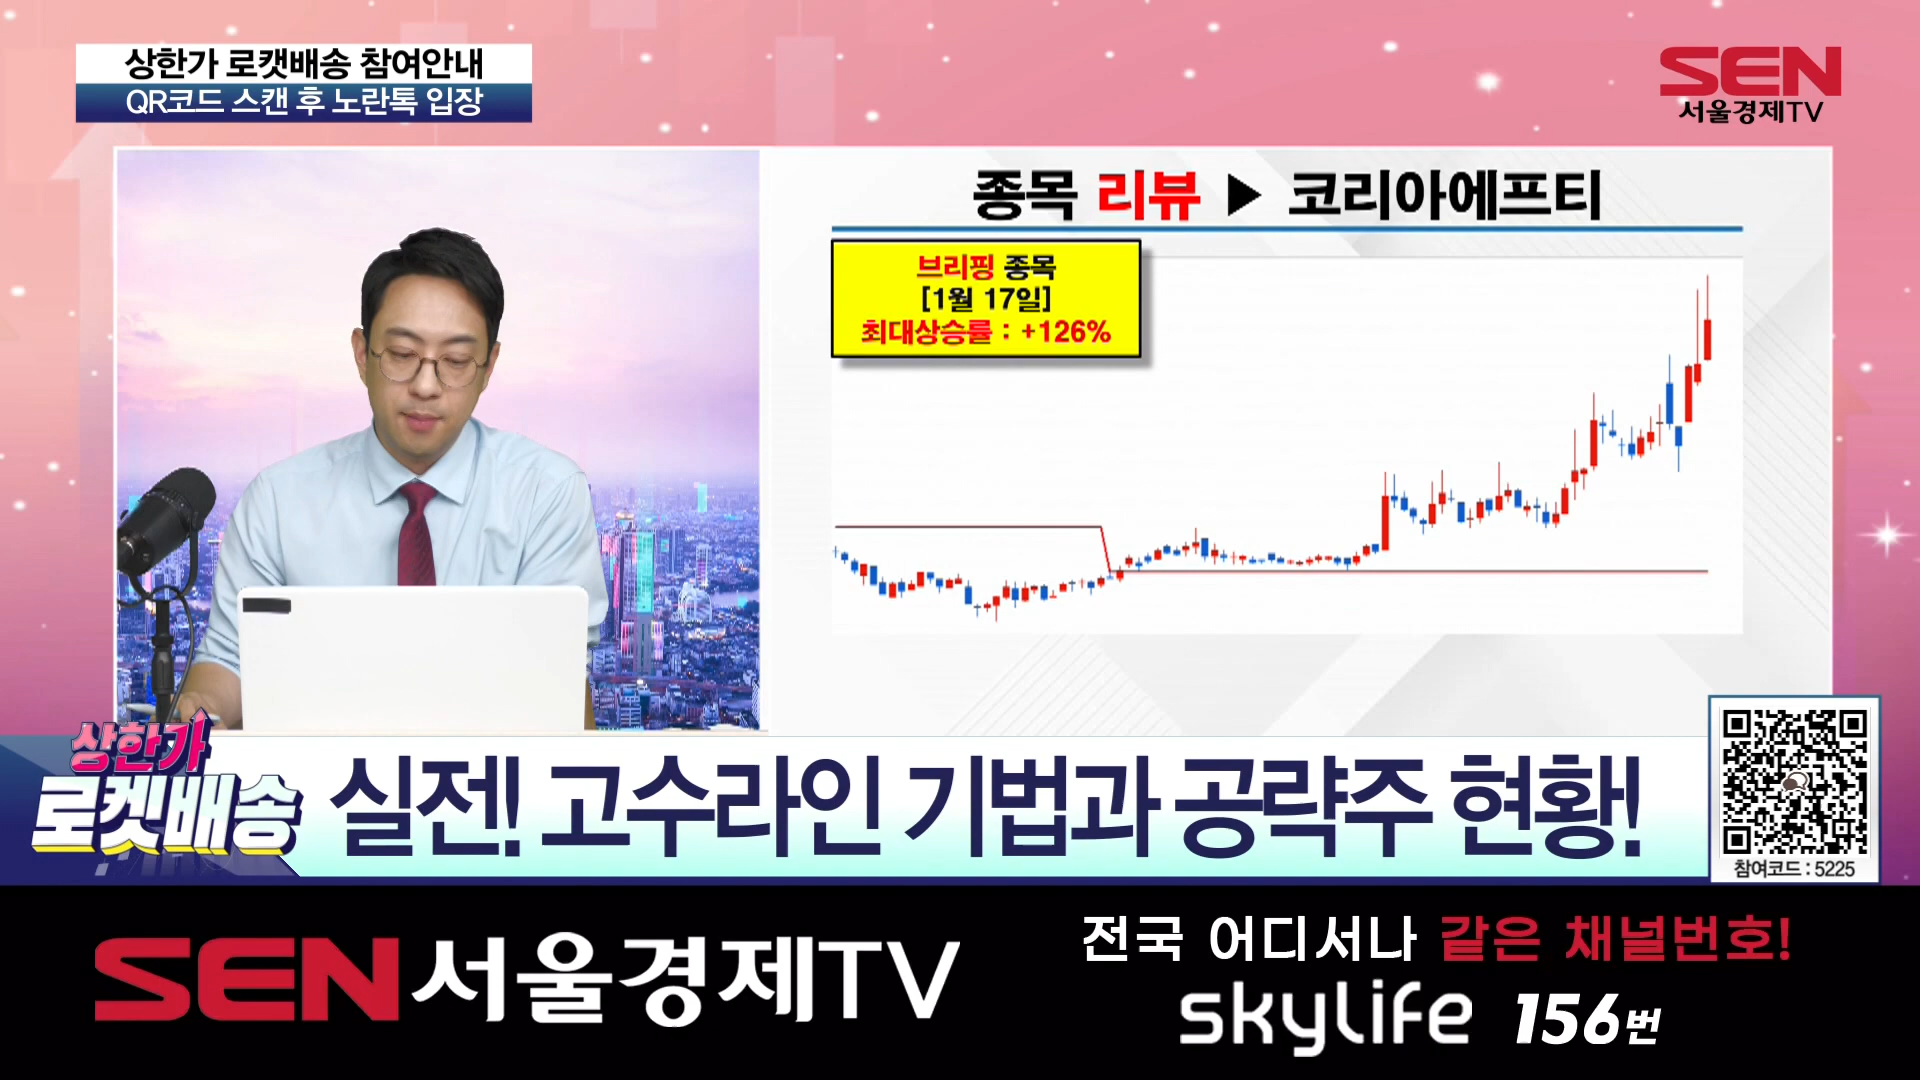 상한가 로캣배송 참여안내
QR코드 스캔 후 노란톡 입장
SEN
서울경제TV
종목 리뷰 ▶ 코리아에프티
브리핑 종목
[1월 17일]
최대상승률 : +126%
상한가
로켓배송
실전! 고수라인 기법과 공략주 현황!
참여코드 : 5225
SEN서울경제TV
전국 어디서나 같은 채널번호!
skylife 156번